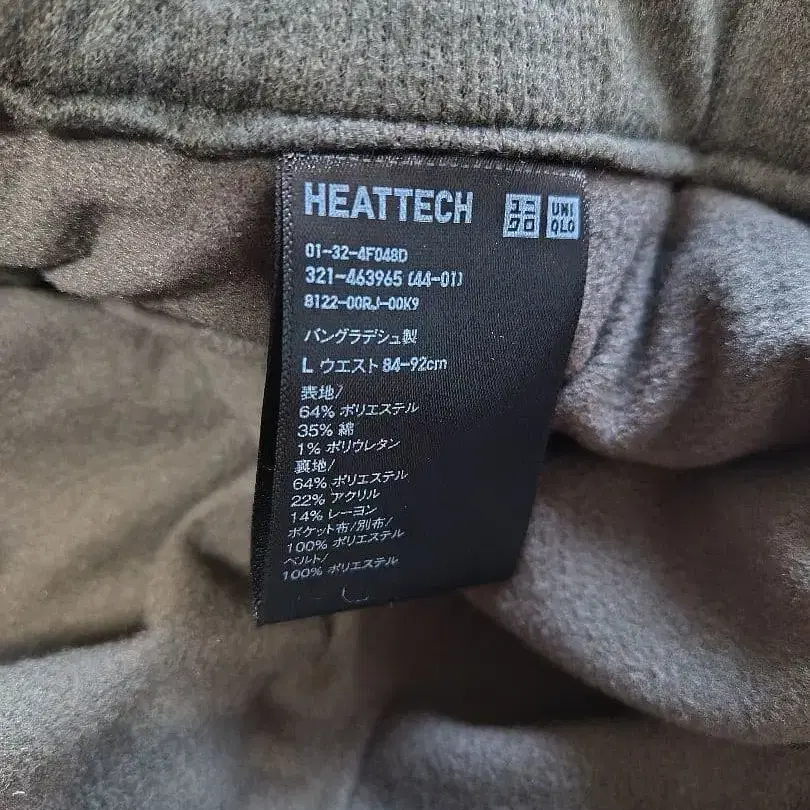 HEATTECH
ユニ
クロ
UNI
QLO
01-32-4F048D
321-463965 (44-01)
8122-00RJ-00K9
バングラデシュ製
L ウエスト 84-92cm
表地/
64% ポリエステル
35% 綿
1% ポリウレタン
裏地/
64% ポリエステル
22% アクリル
14% レーヨン
ポケット布/別布/
100% ポリエステル
ベルト/
100% ポリエステル